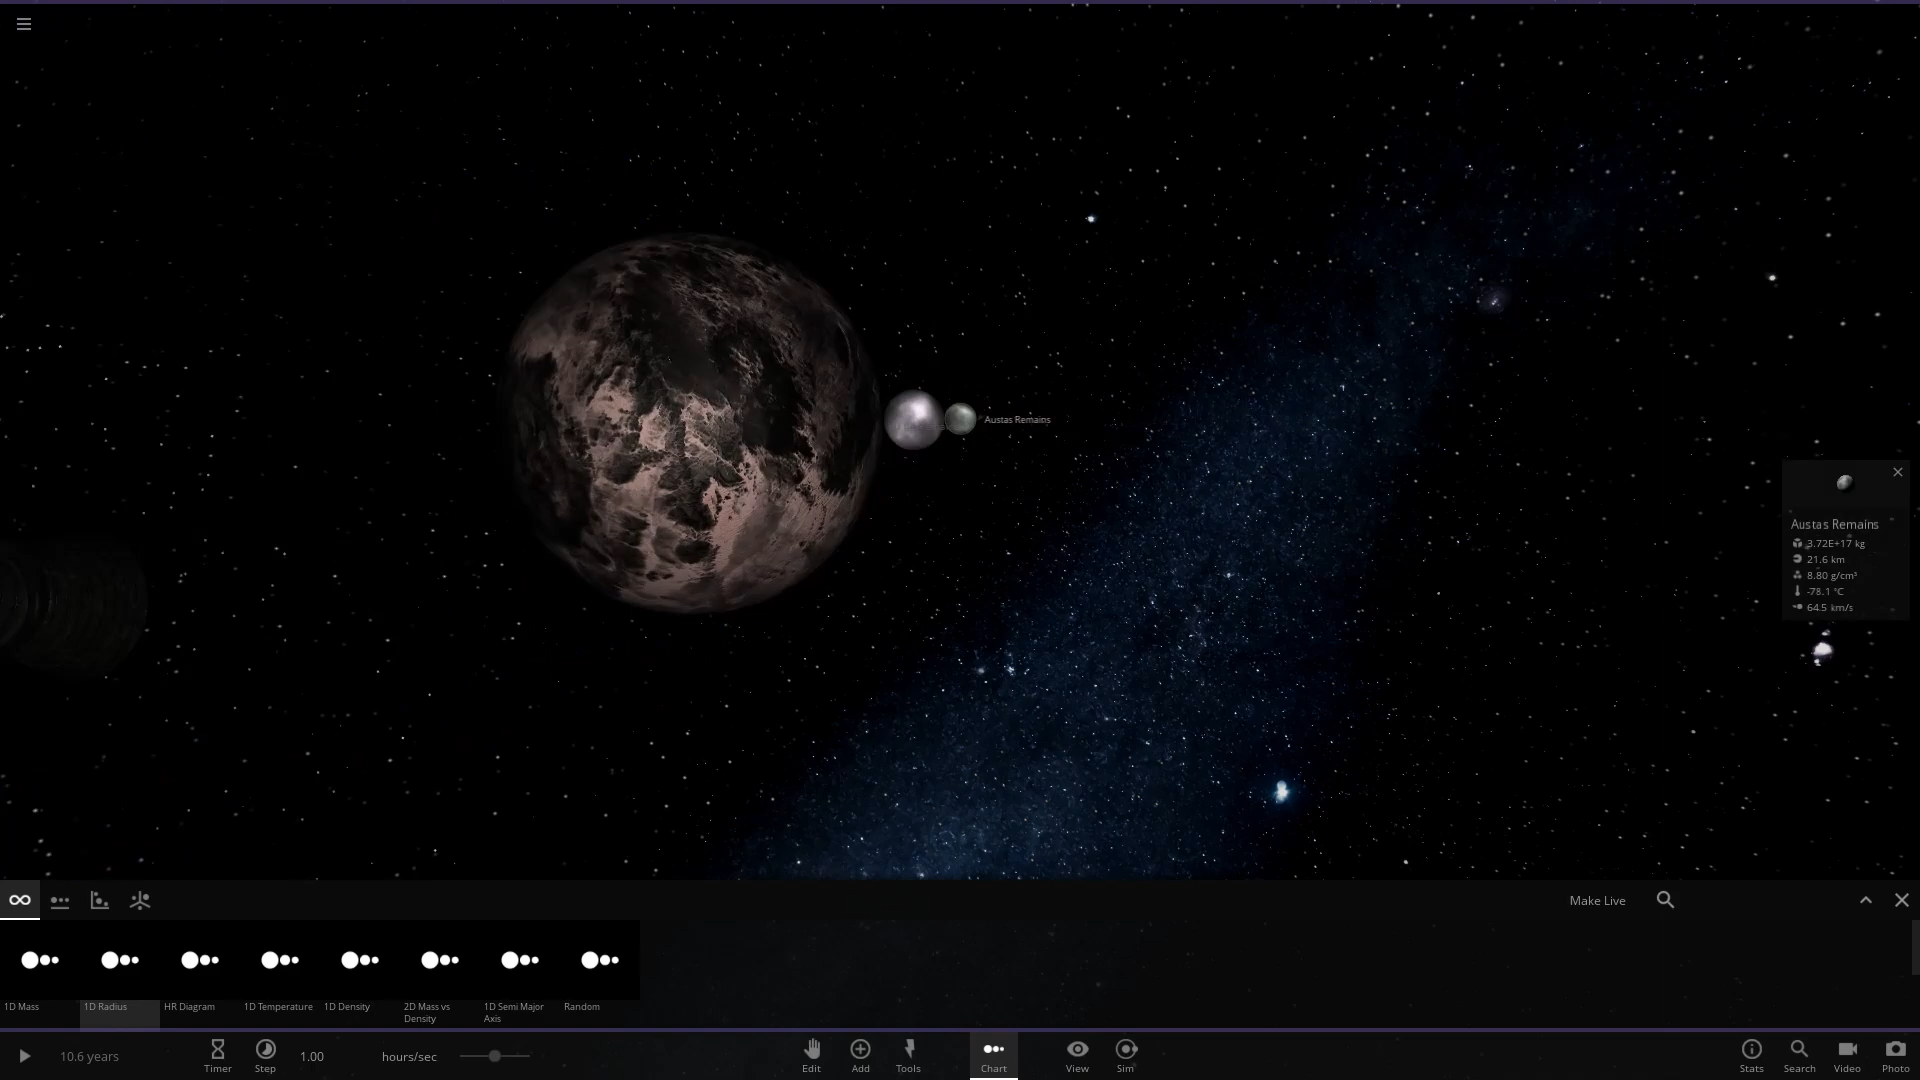 Austas Remains
Austas Remains
3.72E+17 kg
21.6 km
8.80 g/cm³
-78.1 °C
64.5 km/s
Make Live
1D Mass
1D Radius
HR Diagram
1D Temperature
1D Density
2D Mass vs
Density
1D Semi Major
Axis
Random
10.6 years
Timer
Step
1.00
hours/sec
Edit
Add
Tools
Chart
View
Sim
Stats
Search
Video
Photo